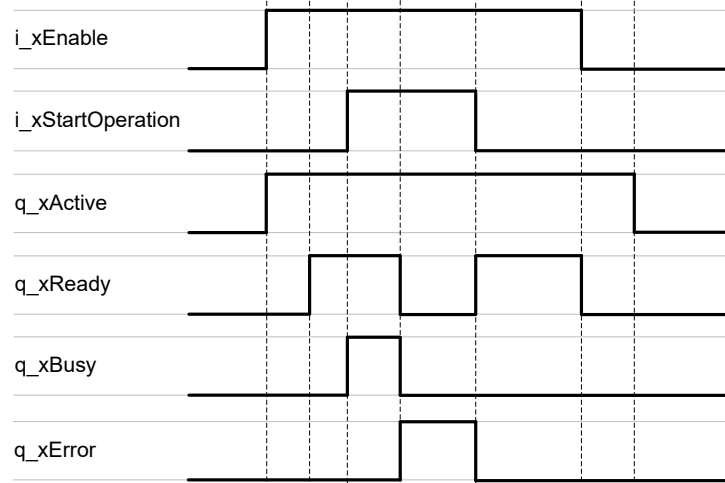 i_xEnable
i_xStartOperation
q_xActive
q_xReady
q_xBusy
q_xError